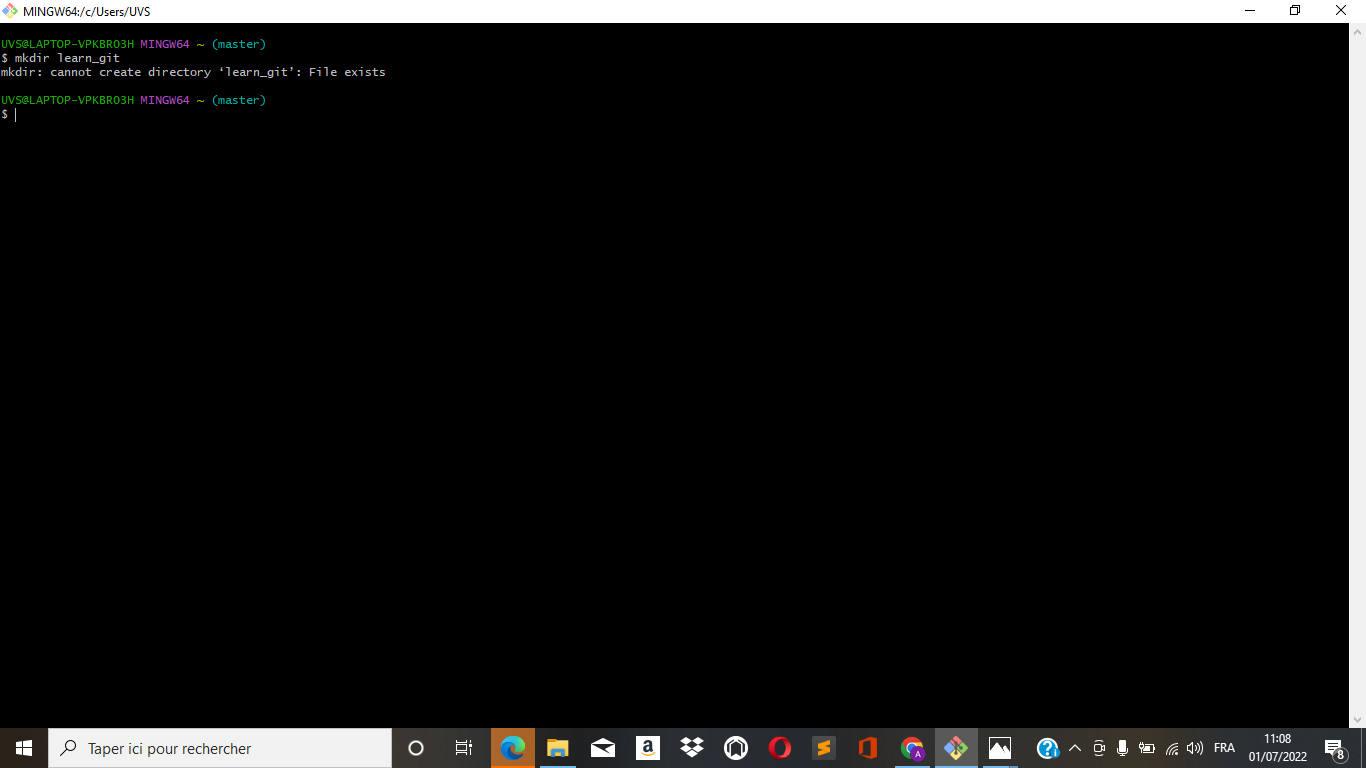 MINGW64:/c/Users/UVS
UVS@LAPTOP-VPKBRO3H MINGW64 ~ (master)
$ mkdir learn_git
mkdir: cannot create directory ‘learn_git’: File exists
UVS@LAPTOP-VPKBRO3H MINGW64 ~ (master)
$
Taper ici pour rechercher
a
A
?
FRA
11:08
01/07/2022
8